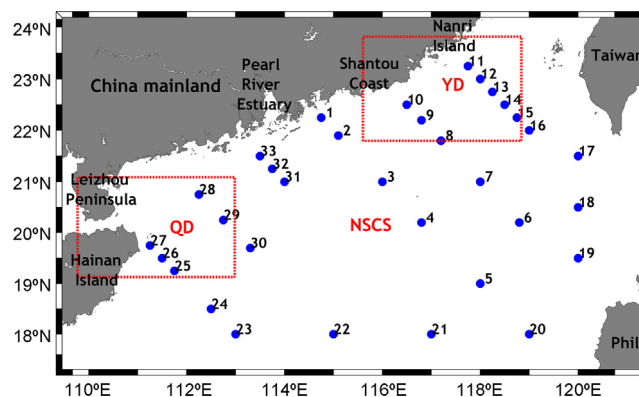 24°N
23°N
22°N
21°N
20°N
19°N
18°N
110°E
112°E
114°E
116°E
118°E
120°E
China mainland
Pearl
River
Estuary
Shantou
Coast
Nanri
Island
Taiwan
Leizhou
Peninsula
Hainan
Island
Phil
YD
QD
NSCS
1
2
3
4
5
6
7
8
9
10
11
12
13
14
15
16
17
18
19
20
21
22
23
24
25
26
27
28
29
30
31
32
33